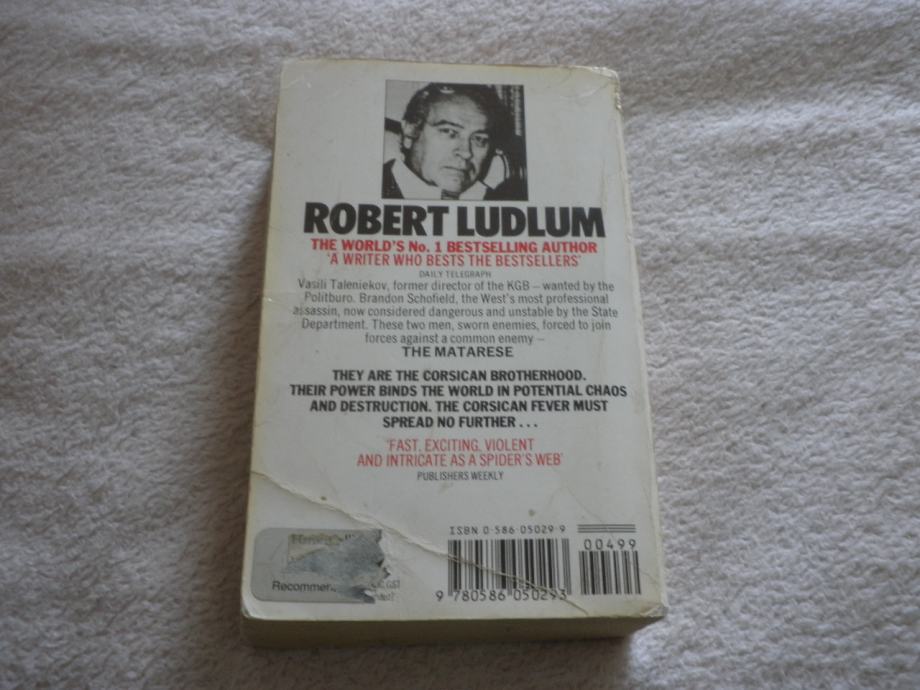 ROBERT LUDLUM
THE WORLD'S No. 1 BESTSELLING AUTHOR
'A WRITER WHO BESTS THE BESTSELLERS'
DAILY TELEGRAPH
Vasili Taleniekov, former director of the KGB – wanted by the
Politburo. Brandon Schofield, the West's most professional
assassin, now considered dangerous and unstable by the State
Department. These two men, sworn enemies, forced to join
forces against a common enemy –
THE MATARESE
THEY ARE THE CORSICAN BROTHERHOOD.
THEIR POWER BINDS THE WORLD IN POTENTIAL CHAOS
AND DESTRUCTION. THE CORSICAN FEVER MUST
SPREAD NO FURTHER . . .
'FAST, EXCITING, VIOLENT
AND INTRICATE AS A SPIDER'S WEB'
PUBLISHERS WEEKLY
ISBN 0-586-05029-9
00499
9 780586 050293